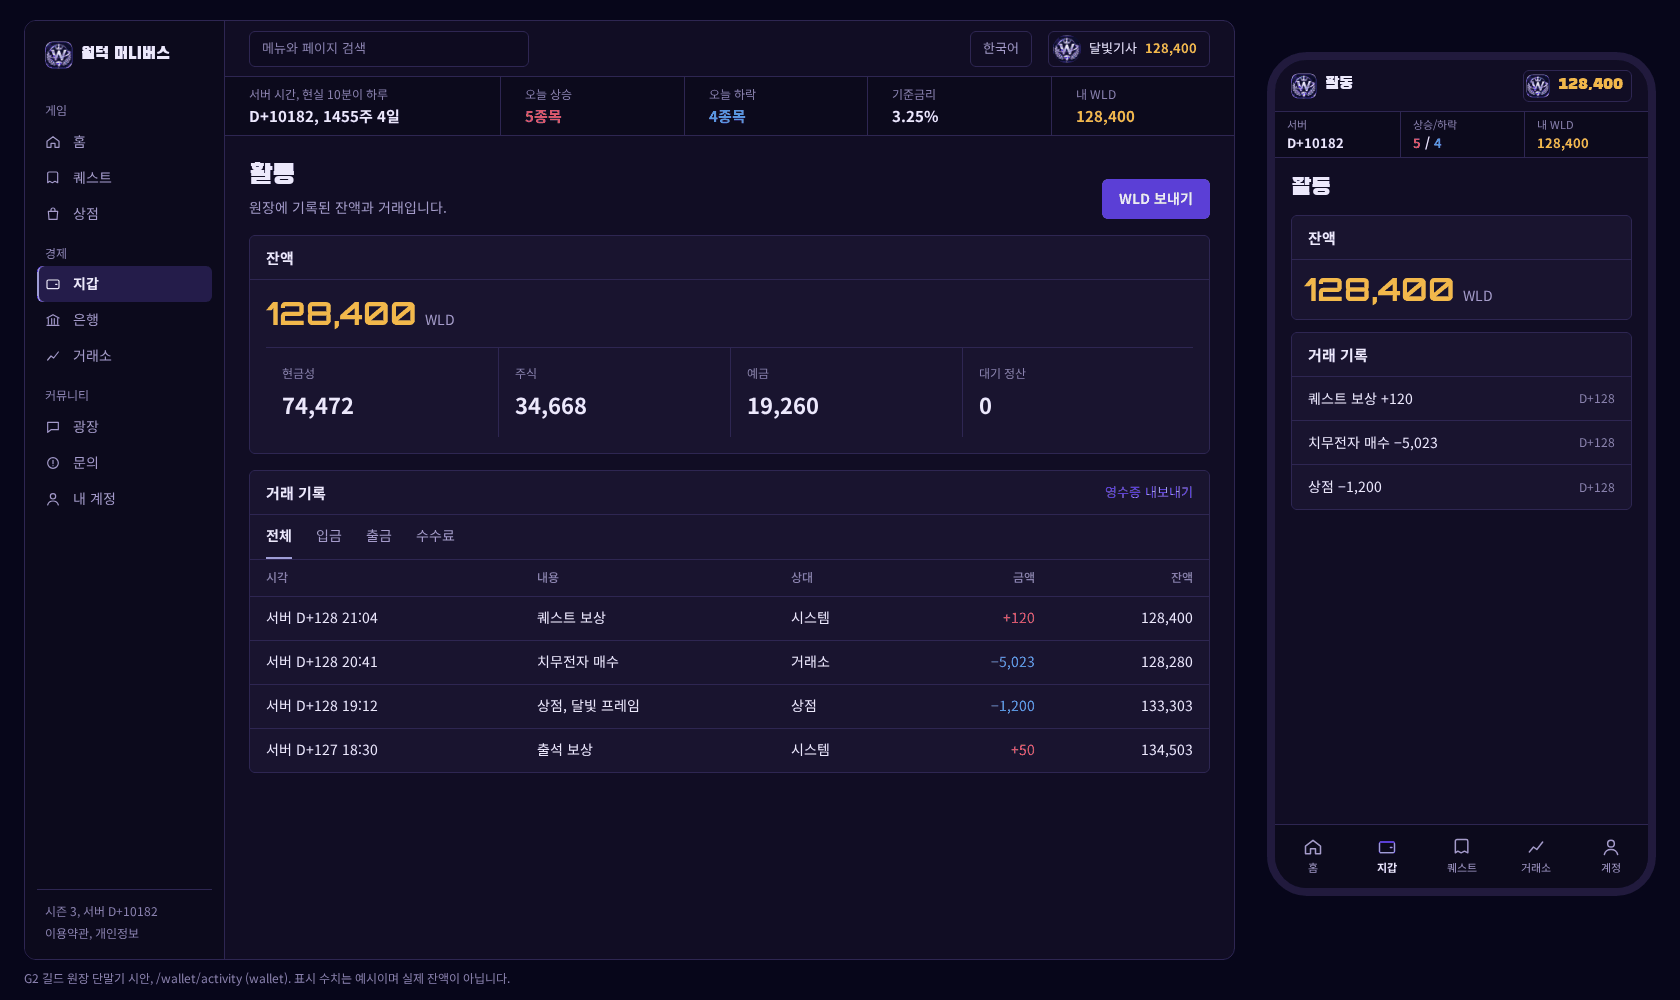 월덕 머니버스
게임
홈
퀘스트
상점
경제
지갑
은행
거래소
커뮤니티
광장
문의
내 계정
시즌 3, 서버 D+10182
이용약관, 개인정보
메뉴와 페이지 검색
한국어
달빛기사 128,400
서버 시간, 현실 10분이 하루
D+10182, 1455주 4일
오늘 상승
5종목
오늘 하락
4종목
기준금리
3.25%
내 WLD
128,400
활동
원장에 기록된 잔액과 거래입니다.
WLD 보내기
잔액
128,400 WLD
현금성
74,472
주식
34,668
예금
19,260
대기 정산
0
거래 기록
영수증 내보내기
전체 입금 출금 수수료
시각 내용 상대 금액 잔액
서버 D+128 21:04 퀘스트 보상 시스템 +120 128,400
서버 D+128 20:41 치무전자 매수 거래소 −5,023 128,280
서버 D+128 19:12 상점, 달빛 프레임 상점 −1,200 133,303
서버 D+127 18:30 출석 보상 시스템 +50 134,503
G2 길드 원장 단말기 시안, /wallet/activity (wallet). 표시 수치는 예시이며 실제 잔액이 아닙니다.
활동
128,400
서버
D+10182
상승/하락
5 / 4
내 WLD
128,400
활동
잔액
128,400 WLD
거래 기록
퀘스트 보상 +120 D+128
치무전자 매수 −5,023 D+128
상점 −1,200 D+128
홈
지갑
퀘스트
거래소
계정